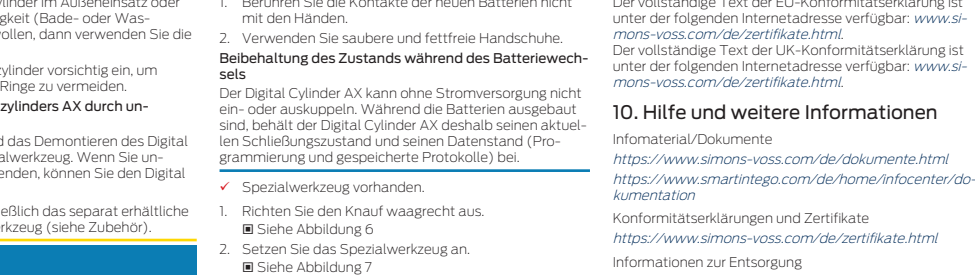 ylinder im Außeneinsatz oder
igkeit (Bade- oder Was-
vollen, dann verwenden Sie die
zylinder vorsichtig ein, um
Ringe zu vermeiden.
zylinders AX durch un-
d das Demontieren des Digital
alwerkzeug. Wenn Sie un-
enden, können Sie den Digital
eßlich das separat erhältliche
rkzeug (siehe Zubehör).
1. Berühren Sie die Kontakte der neuen Batterien nicht
mit den Händen.
2. Verwenden Sie saubere und fettfreie Handschuhe.
Beibehaltung des Zustands während des Batteriewech-
sels
Der Digital Cylinder AX kann ohne Stromversorgung nicht
ein- oder auskuppeln. Während die Batterien ausgebaut
sind, behält der Digital Cylinder AX deshalb seinen aktuel-
len Schließungszustand und seinen Datenstand (Pro-
grammierung und gespeicherte Protokolle) bei.
✓ Spezialwerkzeug vorhanden.
1. Richten Sie den Knauf waagrecht aus.
▣ Siehe Abbildung 6
2. Setzen Sie das Spezialwerkzeug an.
▣ Siehe Abbildung 7
Der vollständige Text der EU-Konformitätserklärung ist
unter der folgenden Internetadresse verfügbar: www.si-
mons-voss.com/de/zertifikate.html.
Der vollständige Text der UK-Konformitätserklärung ist
unter der folgenden Internetadresse verfügbar: www.si-
mons-voss.com/de/zertifikate.html.
10. Hilfe und weitere Informationen
Infomaterial/Dokumente
https://www.simons-voss.com/de/dokumente.html
https://www.smartintego.com/de/home/infocenter/do-
kumentation
Konformitätserklärungen und Zertifikate
https://www.simons-voss.com/de/zertifikate.html
Informationen zur Entsorgung